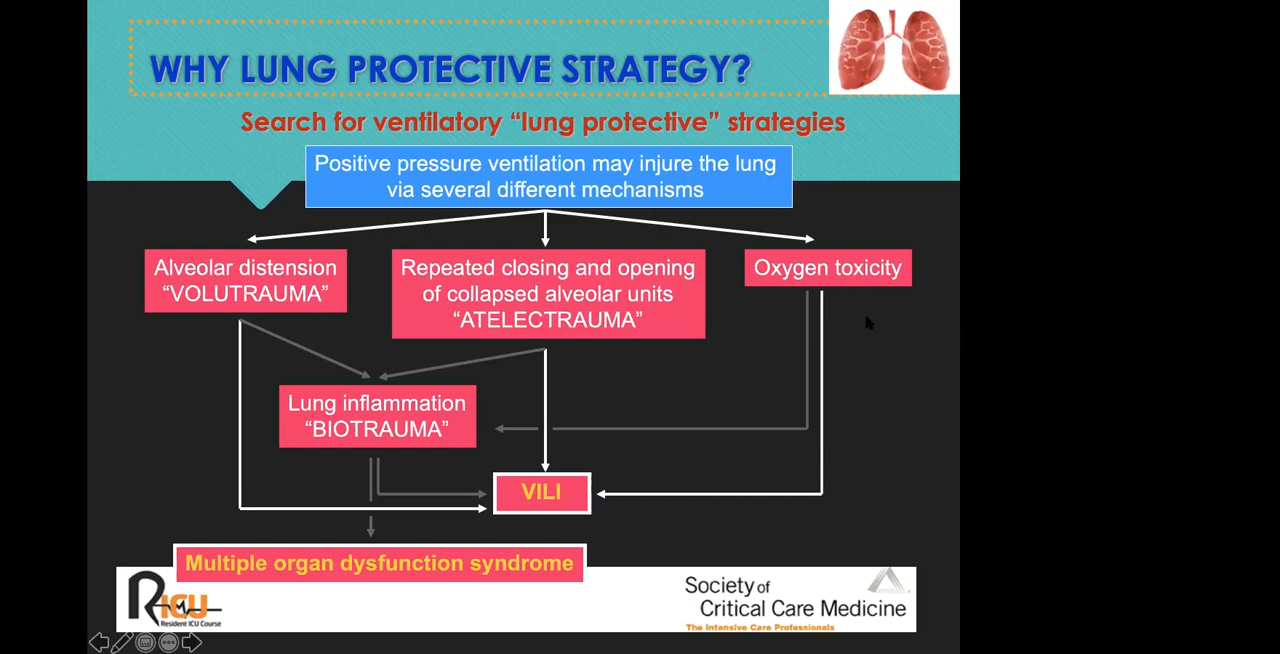 WHY LUNG PROTECTIVE STRATEGY?
Search for ventilatory “lung protective” strategies
Positive pressure ventilation may injure the lung
via several different mechanisms
Alveolar distension
“VOLUTRAUMA”
Repeated closing and opening
of collapsed alveolar units
“ATELECTRAUMA”
Oxygen toxicity
Lung inflammation
“BIOTRAUMA”
VILI
Multiple organ dysfunction syndrome
RICU
Resident ICU Course
Society of
Critical Care Medicine
The Intensive Care Professionals